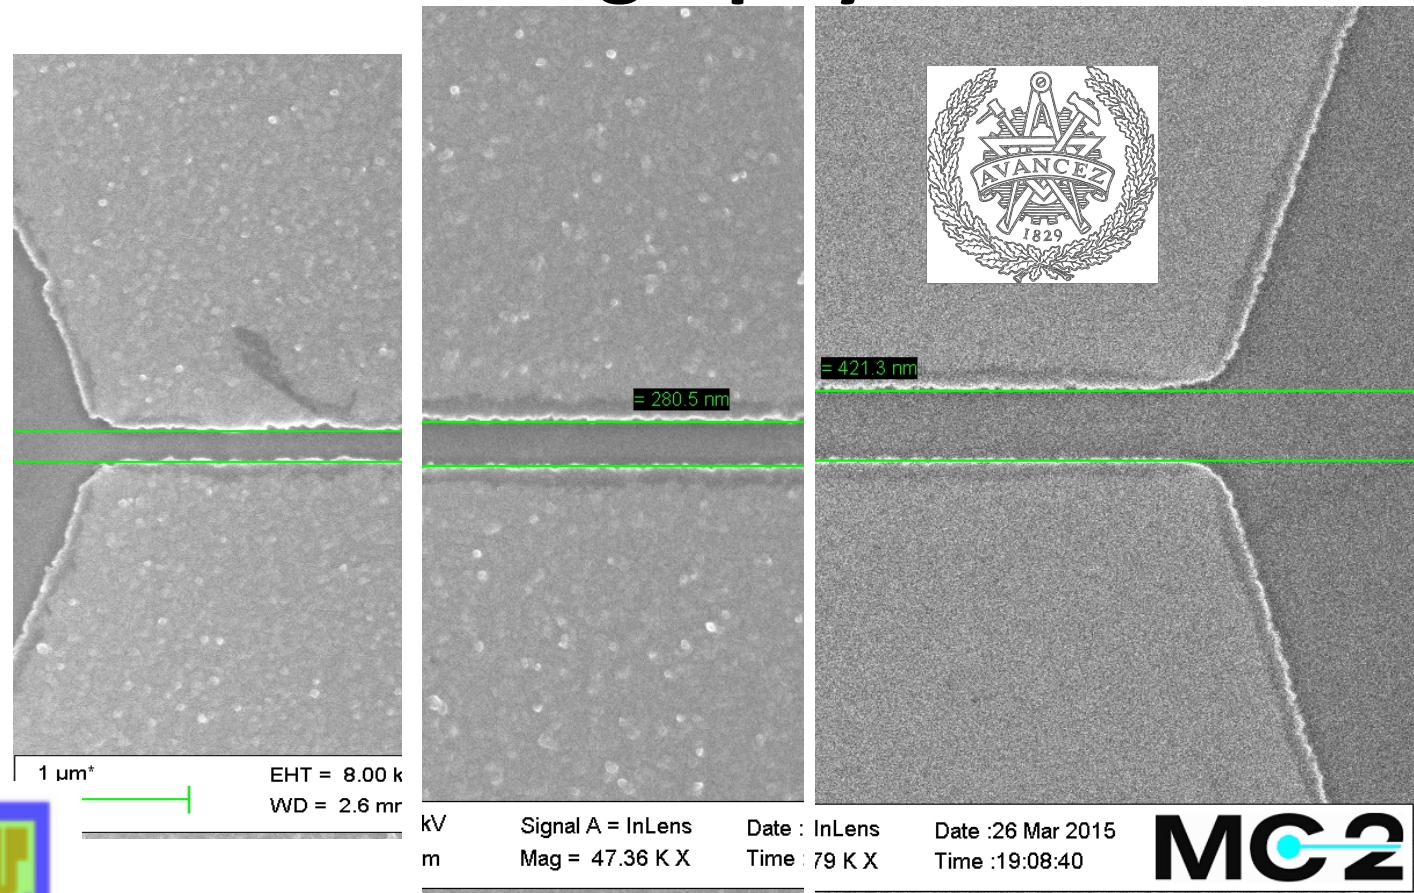 AVANCEZ
1829
= 280.5 nm
= 421.3 nm
1 µm*
EHT = 8.00 k
WD = 2.6 mm
kV
m
Signal A = InLens
Mag = 47.36 K X
Date :
Time :
InLens
79 K X
Date :26 Mar 2015
Time :19:08:40
MC2